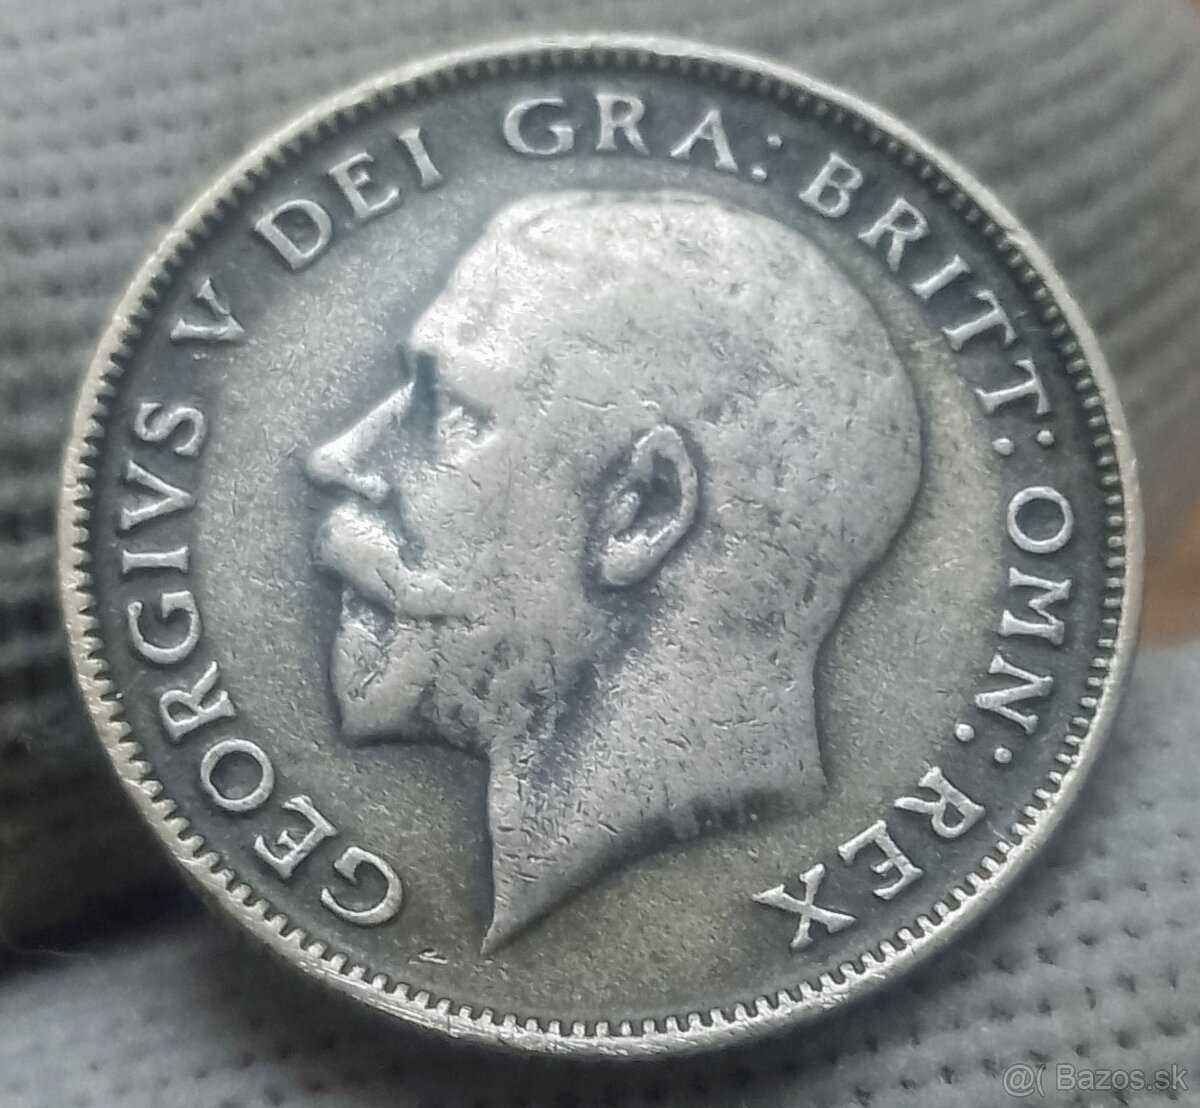 GEORGIVS V DEI GRA: BRITT: OMN: REX
@( Bazos.sk